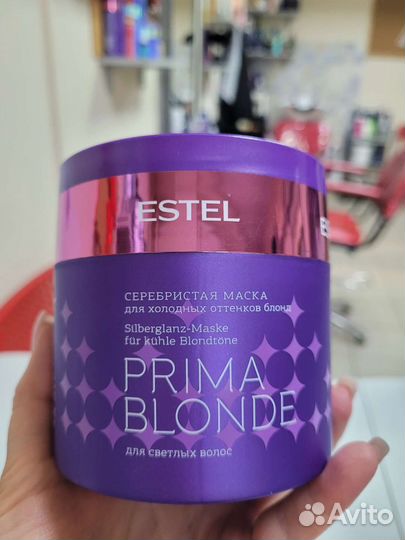 ESTEL
СЕРЕБРИСТАЯ МАСКА
для холодных оттенков блонд
Silberglanz-Maske
für kühle Blondtöne
PRIMA
BLONDE
для светлых волос
Avito